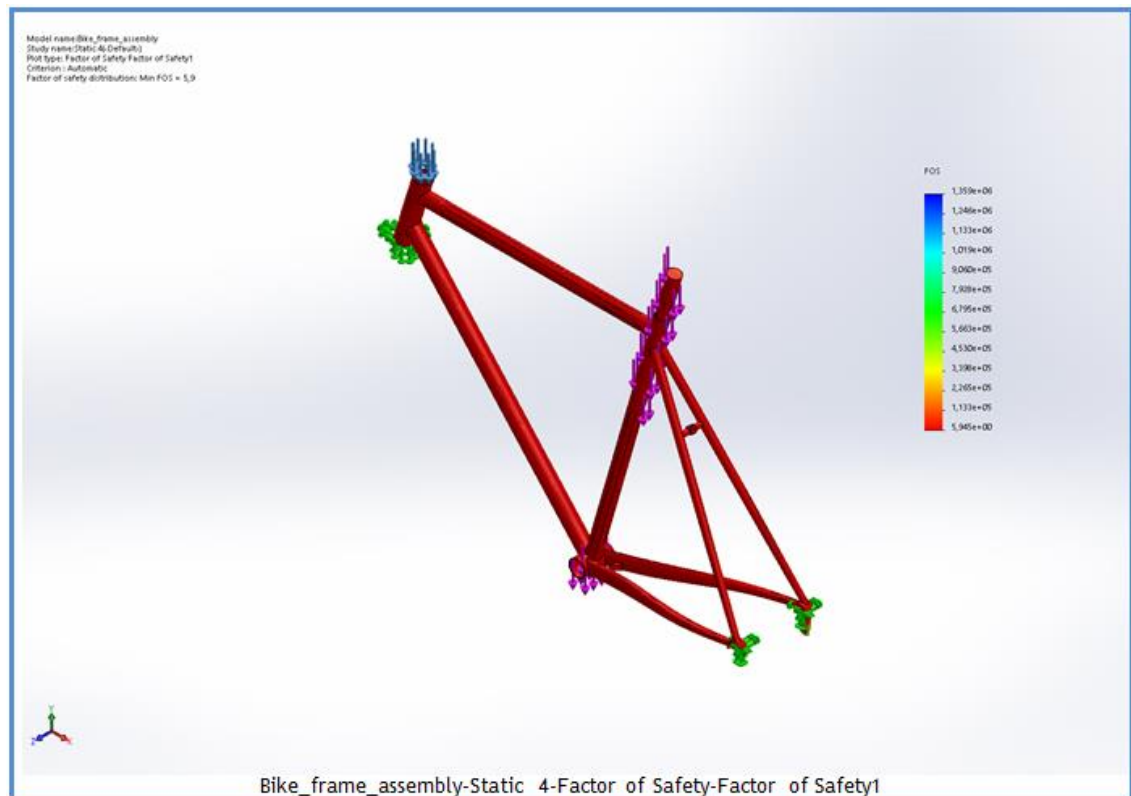 Model name:Bike_frame_assembly
Study name:Static 4(-Default-)
Plot type: Factor of Safety Factor of Safety1
Criterion : Automatic
Factor of safety distribution: Min FOS = 5,9
FOS
1,359e+06
1,246e+06
1,133e+06
1,019e+06
9,060e+05
7,928e+05
6,795e+05
5,663e+05
4,530e+05
3,398e+05
2,265e+05
1,133e+05
5,945e+00
Y
Z
X
Bike_frame_assembly-Static 4-Factor of Safety-Factor of Safety1